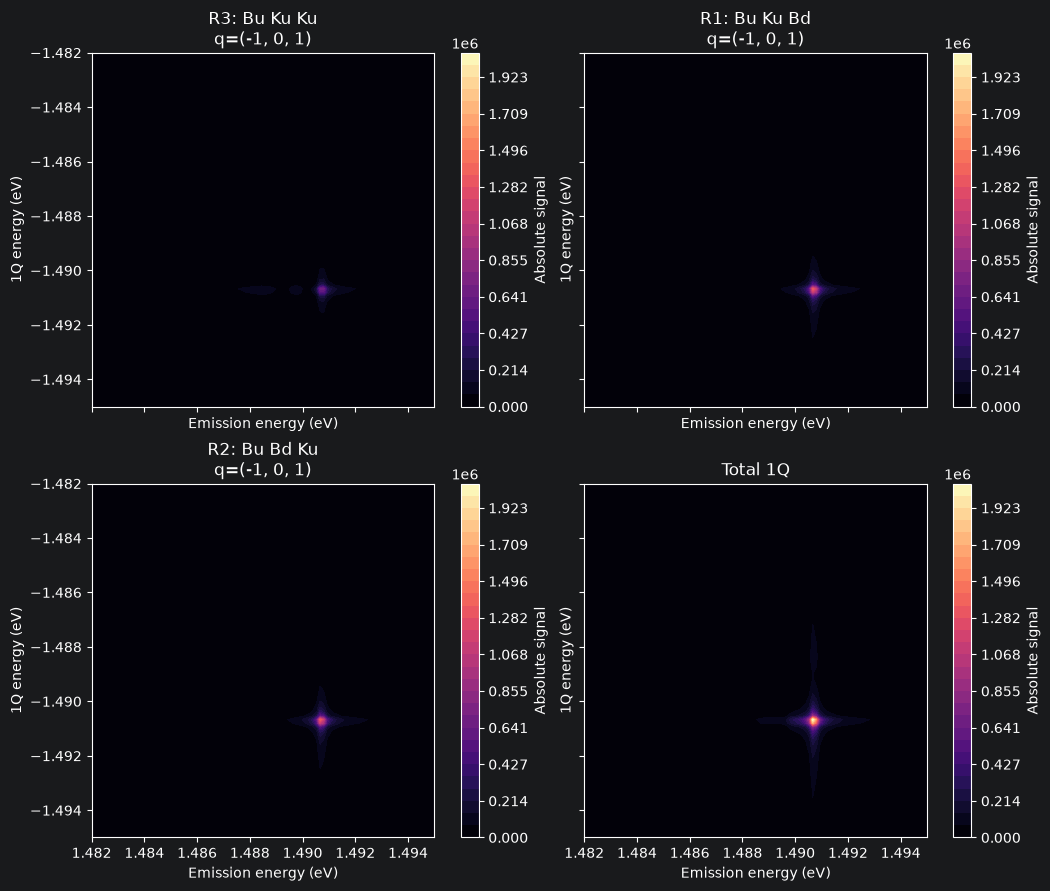 R3: Bu Ku Ku
q=(-1, 0, 1)
1e6
−1.482
−1.484
−1.486
−1.488
−1.490
−1.492
−1.494
1Q energy (eV)
Emission energy (eV)
1.923
1.709
1.496
1.282
1.068
0.855
0.641
0.427
0.214
0.000
Absolute signal
R1: Bu Ku Bd
q=(-1, 0, 1)
1e6
1Q energy (eV)
Emission energy (eV)
1.923
1.709
1.496
1.282
1.068
0.855
0.641
0.427
0.214
0.000
Absolute signal
R2: Bu Bd Ku
q=(-1, 0, 1)
1e6
−1.482
−1.484
−1.486
−1.488
−1.490
−1.492
−1.494
1Q energy (eV)
1.482 1.484 1.486 1.488 1.490 1.492 1.494
Emission energy (eV)
1.923
1.709
1.496
1.282
1.068
0.855
0.641
0.427
0.214
0.000
Absolute signal
Total 1Q
1e6
1Q energy (eV)
1.482 1.484 1.486 1.488 1.490 1.492 1.494
Emission energy (eV)
1.923
1.709
1.496
1.282
1.068
0.855
0.641
0.427
0.214
0.000
Absolute signal